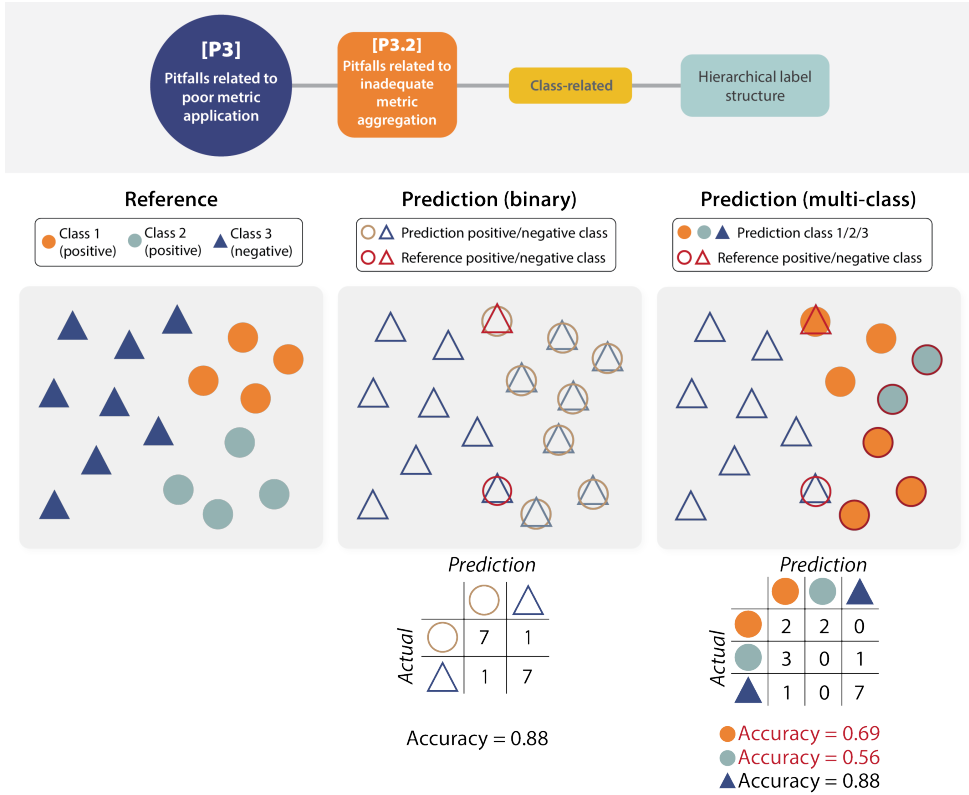 [P3]
Pitfalls related to
poor metric
application
[P3.2]
Pitfalls related to
inadequate
metric
aggregation
Class-related
Hierarchical label
structure
Reference
Class 1
(positive)
Class 2
(positive)
Class 3
(negative)
Prediction (binary)
Prediction positive/negative class
Reference positive/negative class
Prediction (multi-class)
Prediction class 1/2/3
Reference positive/negative class
Prediction
Actual
7 1
1 7
Accuracy = 0.88
Prediction
Actual
2 2 0
3 0 1
1 0 7
Accuracy = 0.69
Accuracy = 0.56
Accuracy = 0.88